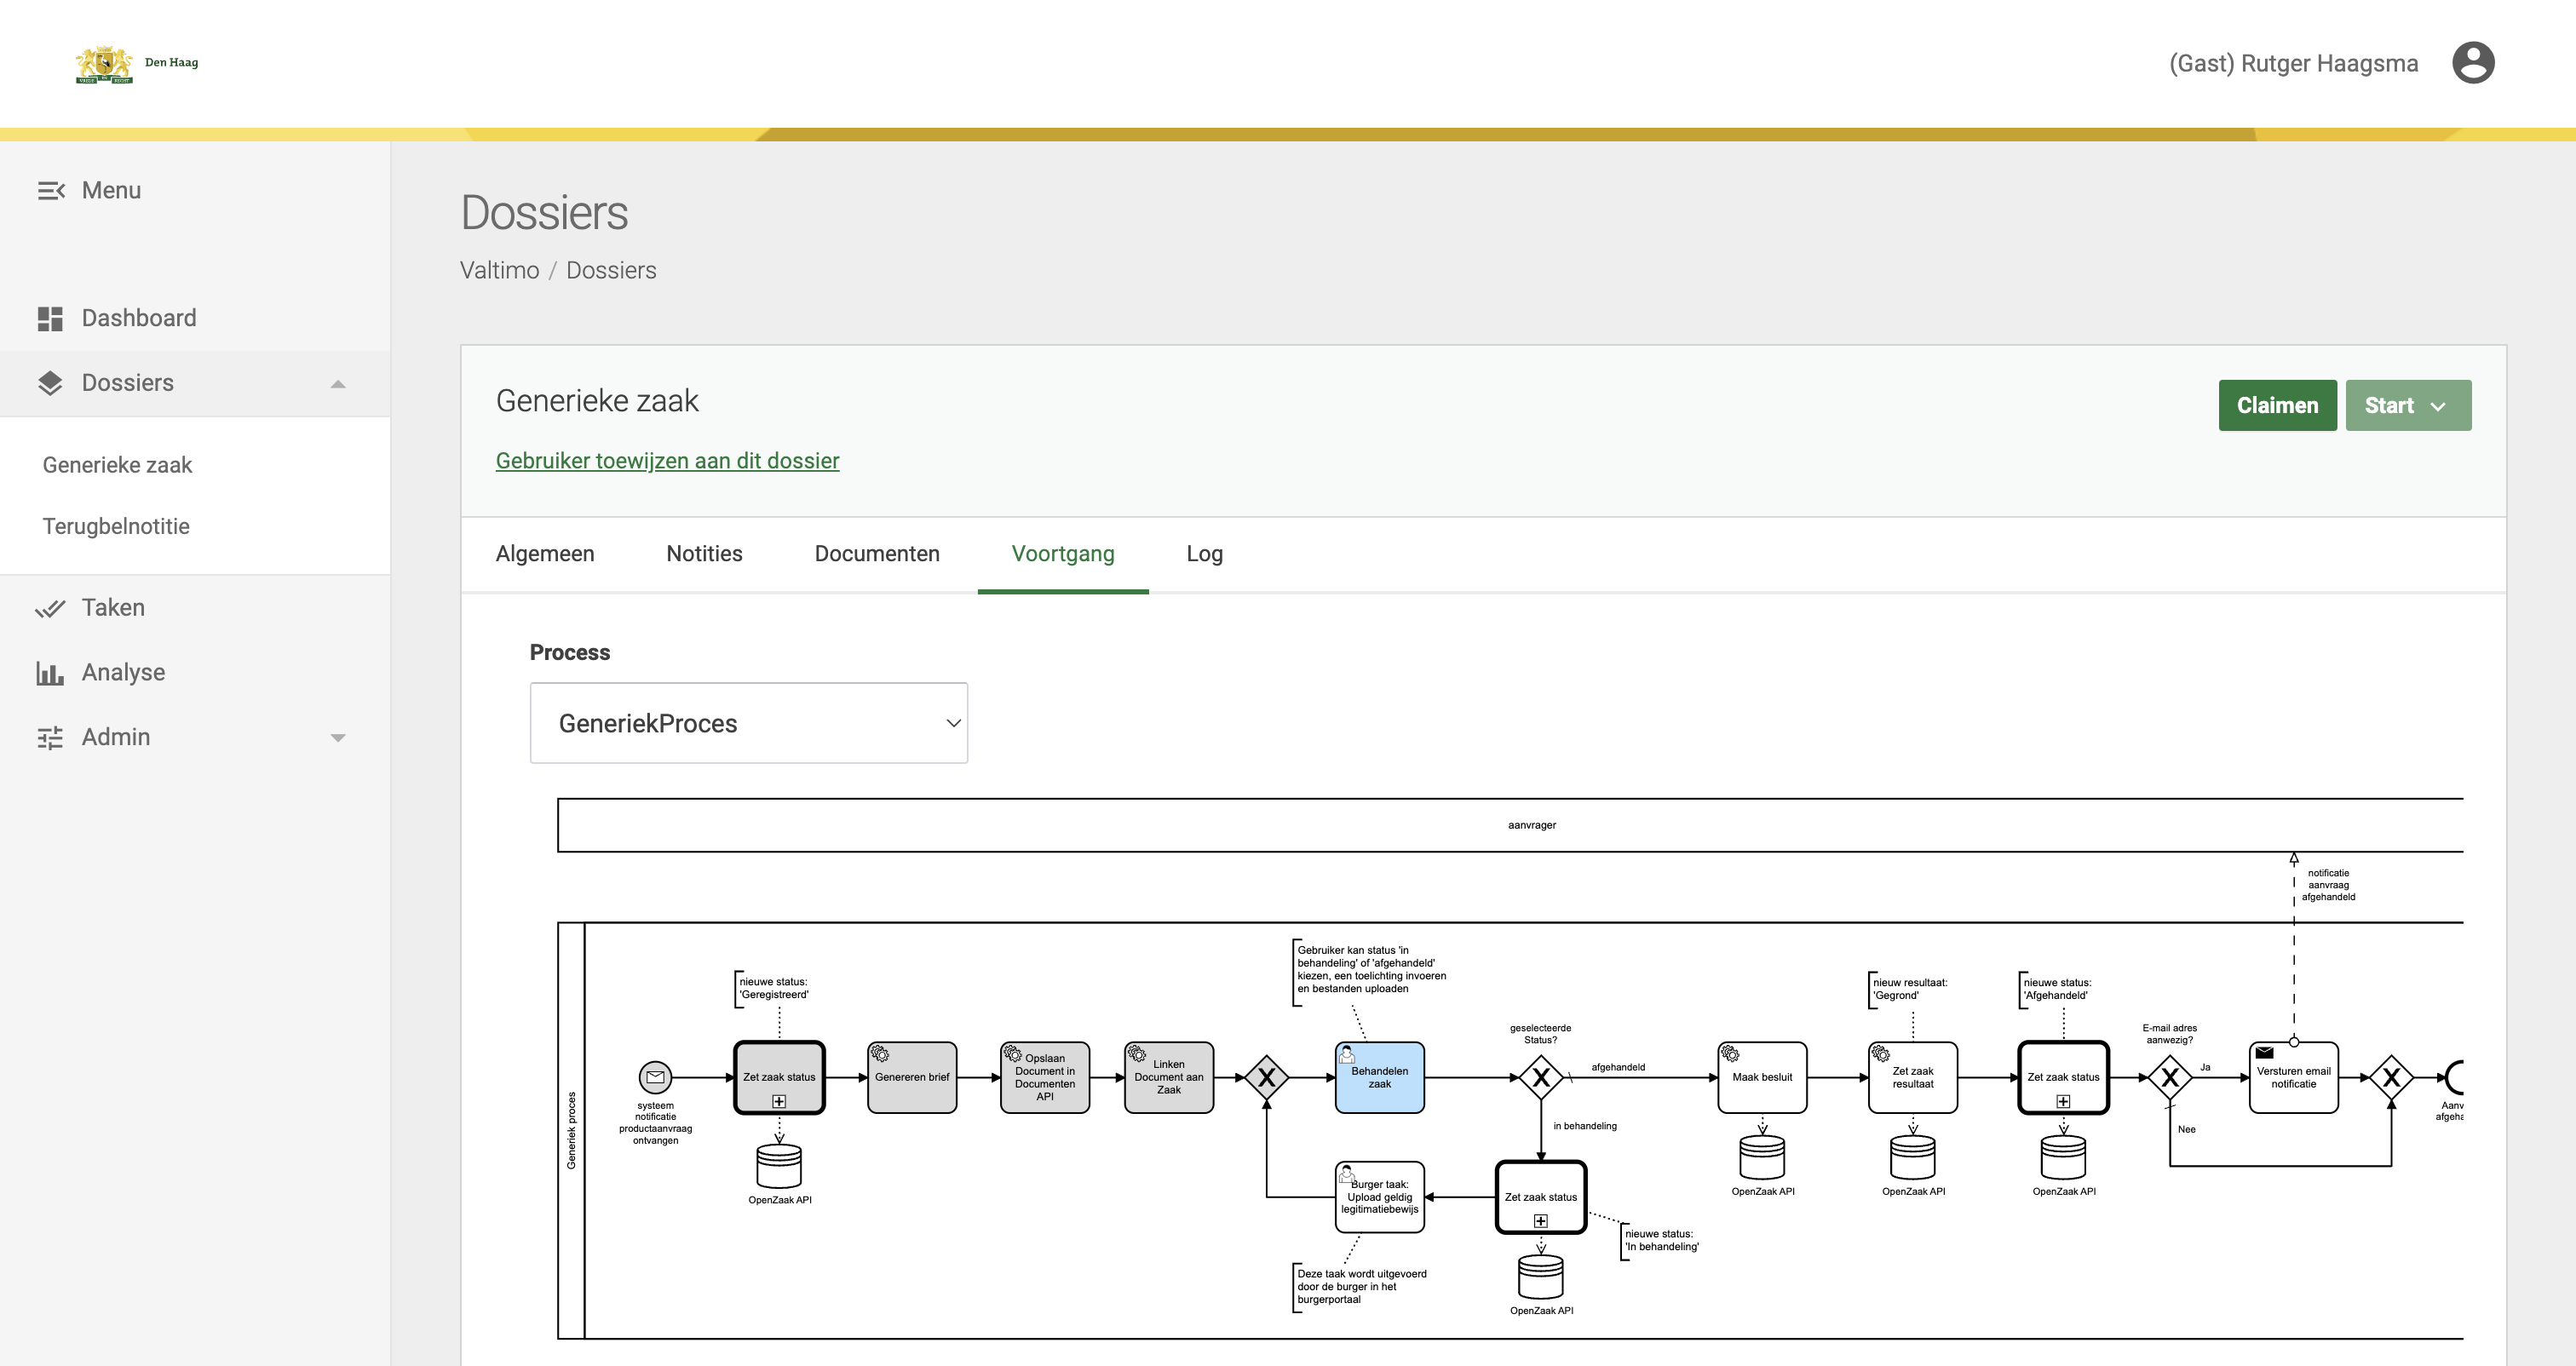 Den Haag
(Gast) Rutger Haagsma
Menu
Dashboard
Dossiers
Generieke zaak
Terugbelnotitie
Taken
Analyse
Admin
Dossiers
Valtimo / Dossiers
Generieke zaak
Claimen
Start
Gebruiker toewijzen aan dit dossier
Algemeen
Notities
Documenten
Voortgang
Log
Process
GeneriekProces
aanvrager
notificatie
aanvraag
afgehandeld
Generiek proces
systeem
notificatie
productaanvraag
ontvangen
nieuwe status:
'Geregistreerd'
Zet zaak status
OpenZaak API
Genereren brief
Opslaan
Document in
Documenten
API
Linken
Document aan
Zaak
Gebruiker kan status 'in
behandeling' of 'afgehandeld'
kiezen, een toelichting invoeren
en bestanden uploaden
Behandelen
zaak
geselecteerde
Status?
afgehandeld
in behandeling
Burger taak:
Upload geldig
legitimatiebewijs
Deze taak wordt uitgevoerd
door de burger in het
burgerportaal
Zet zaak status
nieuwe status:
'In behandeling'
OpenZaak API
Maak besluit
OpenZaak API
nieuw resultaat:
'Gegrond'
Zet zaak
resultaat
OpenZaak API
nieuwe status:
'Afgehandeld'
Zet zaak status
OpenZaak API
E-mail adres
aanwezig?
Ja
Nee
Versturen email
notificatie
Aanv
afgeha